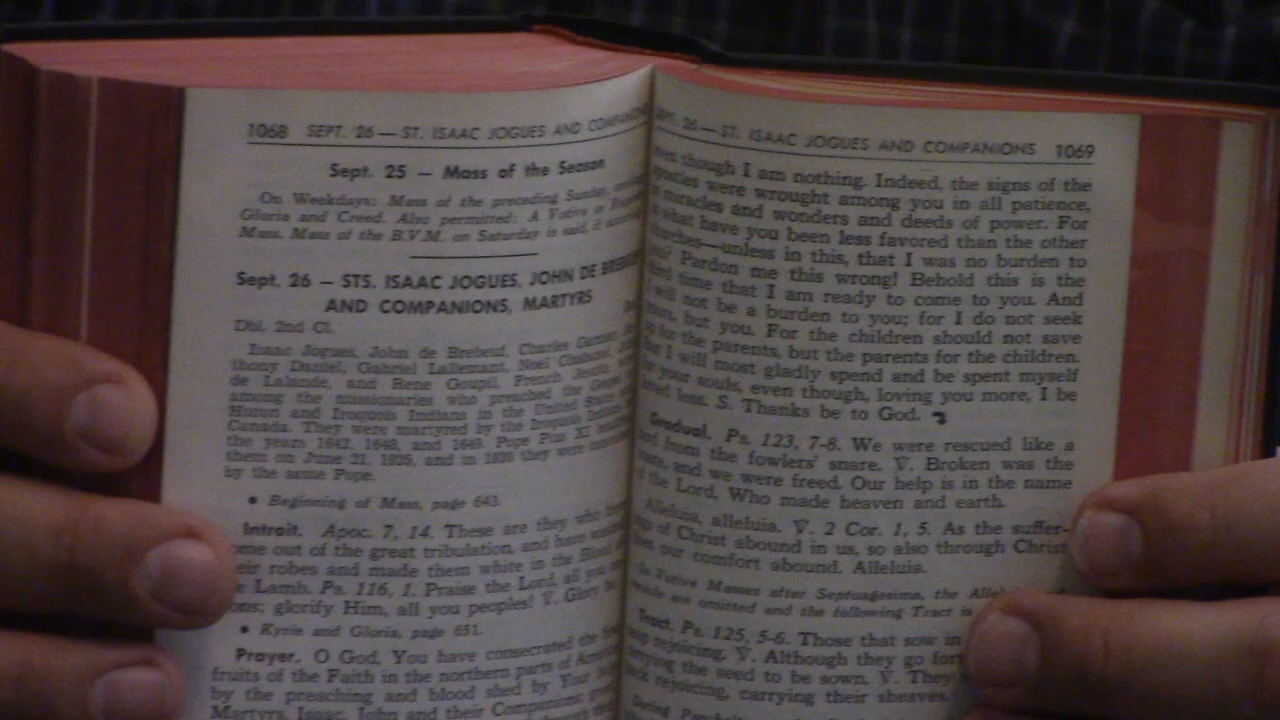 1068 SEPT. 26 — ST. ISAAC JOGUES AND COMPANIONS
Sept. 25 — Mass of the Season
On Weekdays: Mass of the preceding Sunday,
Gloria and Creed. Also permitted: A Votive or
Mass. Mass of the B.V.M. on Saturday is said, if
Sept. 26 — STS. ISAAC JOGUES, JOHN DE
AND COMPANIONS, MARTYRS
Dbl. 2nd Cl.
Isaac Jogues, John de Brebeuf, Charles
thony Daniel, Gabriel Lallemant, Noel
de Lalande, and Rene Goupil, French
among the missionaries who preached the
Huron and Iroquois Indians in the United States
Canada. They were martyred by the Iroquois
the years 1642, 1648, and 1649. Pope Pius XI
them on June 21, 1925, and in 1930 they were
by the same Pope.
• Beginning of Mass, page 643.
Introit. Apoc. 7, 14. These are they who
ome out of the great tribulation, and have
eir robes and made them white in the Blood
e Lamb. Ps. 116, 1. Praise the Lord, all you
ons; glorify Him, all you peoples! ℣. Glory be
• Kyrie and Gloria, page 651.
Prayer. O God, You have consecrated the
fruits of the Faith in the northern parts of
by the preaching and blood shed by Your
Martyrs, Isaac, John and their Companions;
SEPT. 26 — ST. ISAAC JOGUES AND COMPANIONS 1069
even though I am nothing. Indeed, the signs of the
were wrought among you in all patience,
miracles and wonders and deeds of power. For
what have you been less favored than the other
—unless in this, that I was no burden to
Pardon me this wrong! Behold this is the
time that I am ready to come to you. And
will not be a burden to you; for I do not seek
but you. For the children should not save
for the parents, but the parents for the children.
I will most gladly spend and be spent myself
your souls, even though, loving you more, I be
less. S. Thanks be to God.
Gradual. Ps. 123, 7-8. We were rescued like a
from the fowlers' snare. ℣. Broken was the
and we were freed. Our help is in the name
the Lord, Who made heaven and earth.
Alleluia, alleluia. ℣. 2 Cor. 1, 5. As the suffer-
of Christ abound in us, so also through Christ
our comfort abound. Alleluia.
In Votive Masses after Septuagesima, the
are omitted and the following Tract is
Tract. Ps. 125, 5-6. Those that sow in
rejoicing. ℣. Although they go
the seed to be sown. ℣. They
rejoicing, carrying their sheaves.